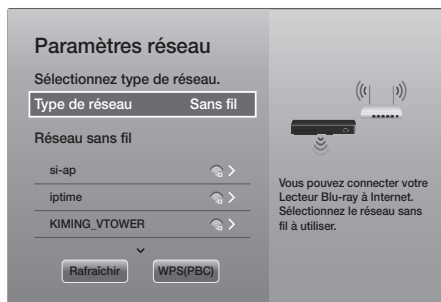 Paramètres réseau
Sélectionnez type de réseau.
Type de réseau Sans fil
Réseau sans fil
si-ap
iptime
KIMING_VTOWER
Rafraîchir WPS(PBC)
Vous pouvez connecter votre
Lecteur Blu-ray à Internet.
Sélectionnez le réseau sans
fil à utiliser.